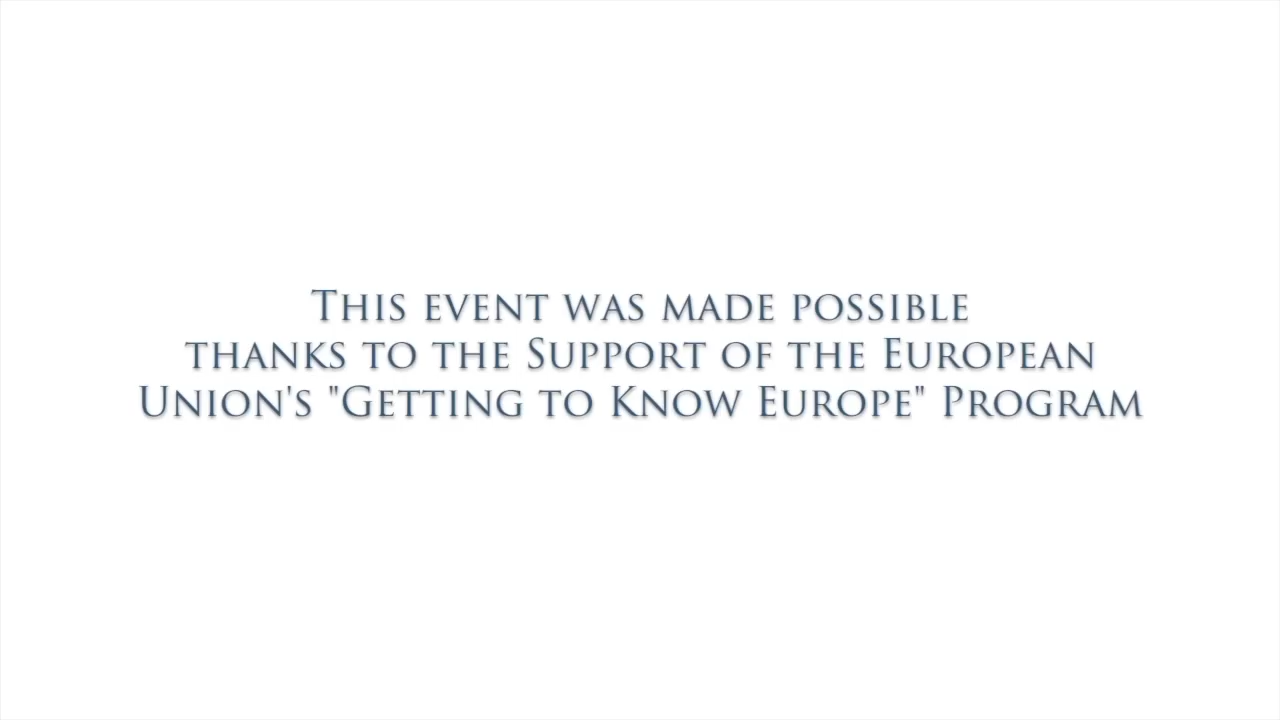 This event was made possible
thanks to the Support of the European
Union's "Getting to Know Europe" Program